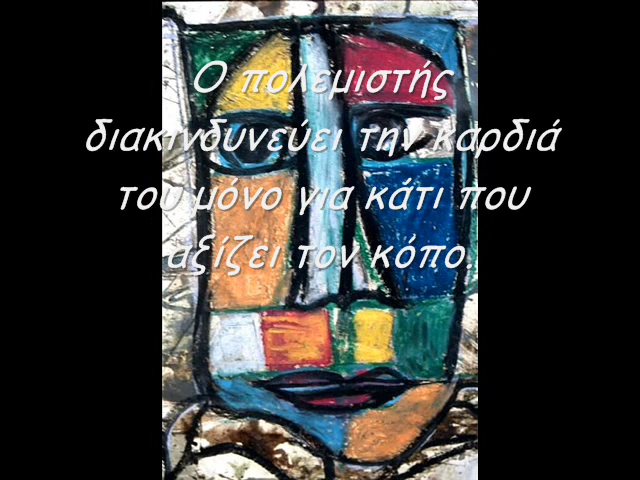 Ο πολεμιστής
διακινδυνεύει την καρδιά
του μόνο για κάτι που
αξίζει τον κόπο.